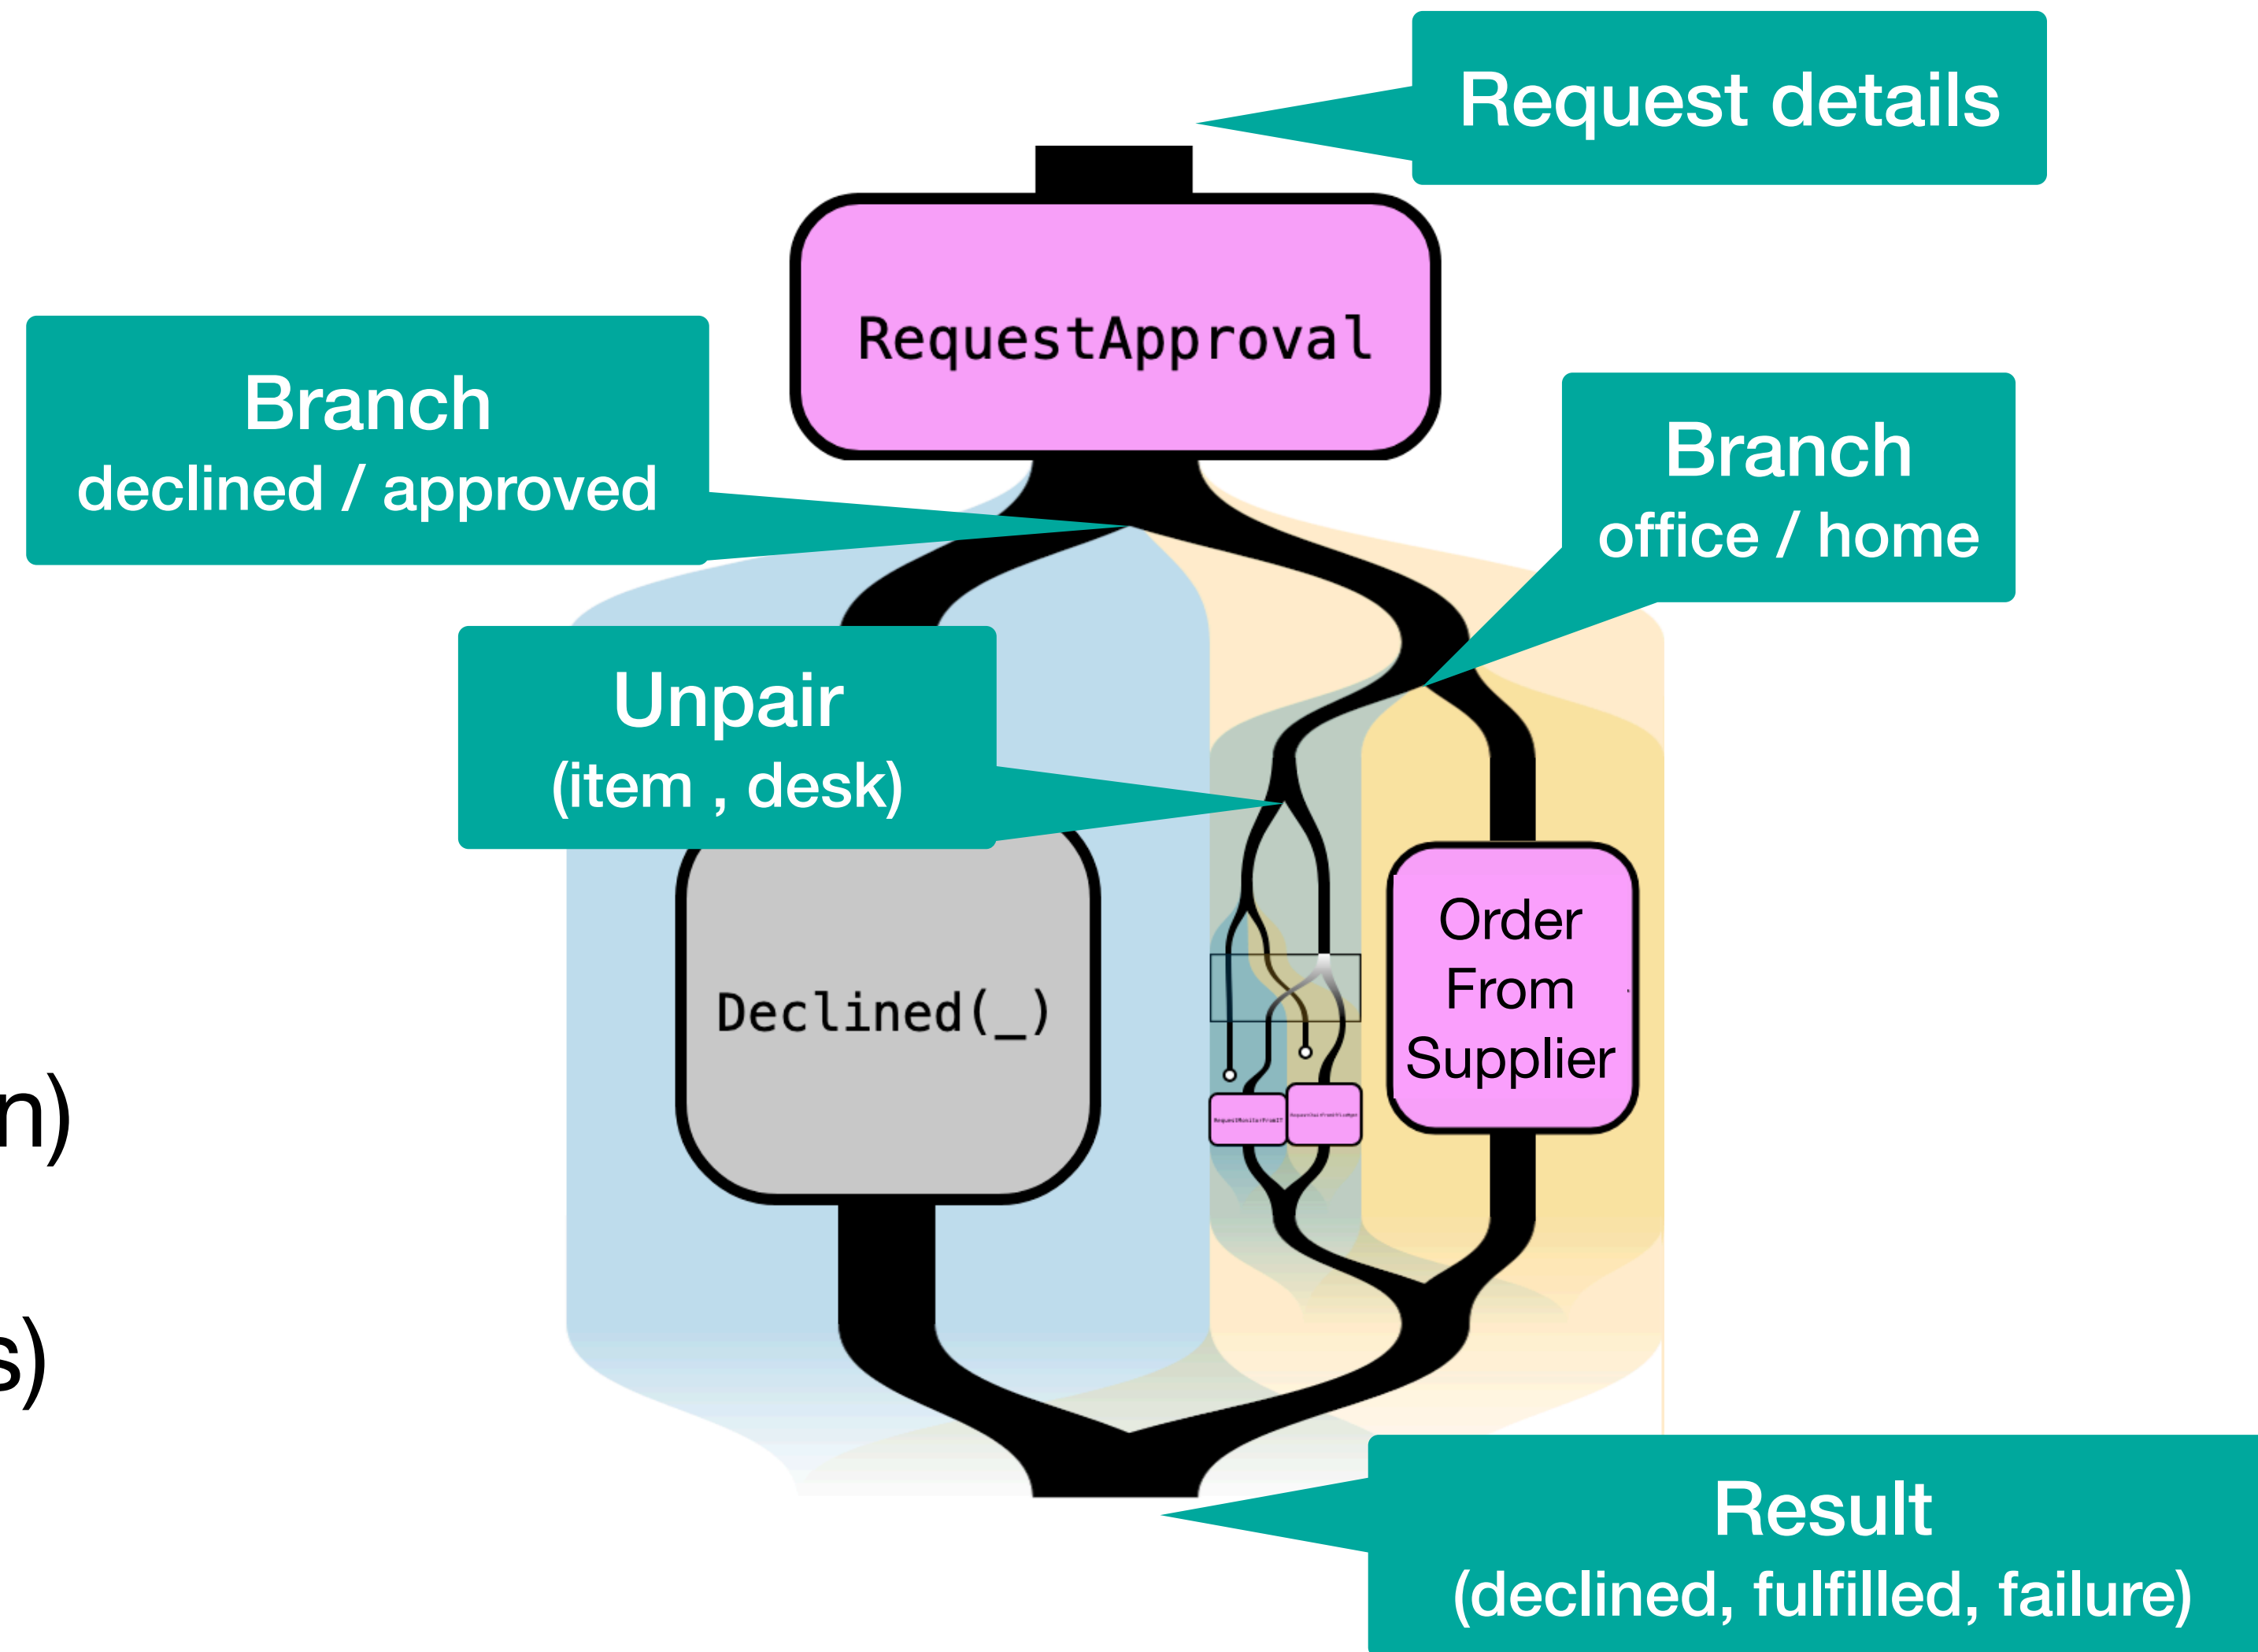 Request details
RequestApproval
Branch
declined / approved
Branch
office / home
Unpair
(item , desk)
Order
From
Supplier
Declined(_)
n)
RequestMonitorFromIT
s)
Result
(declined, fulfilled, failure)